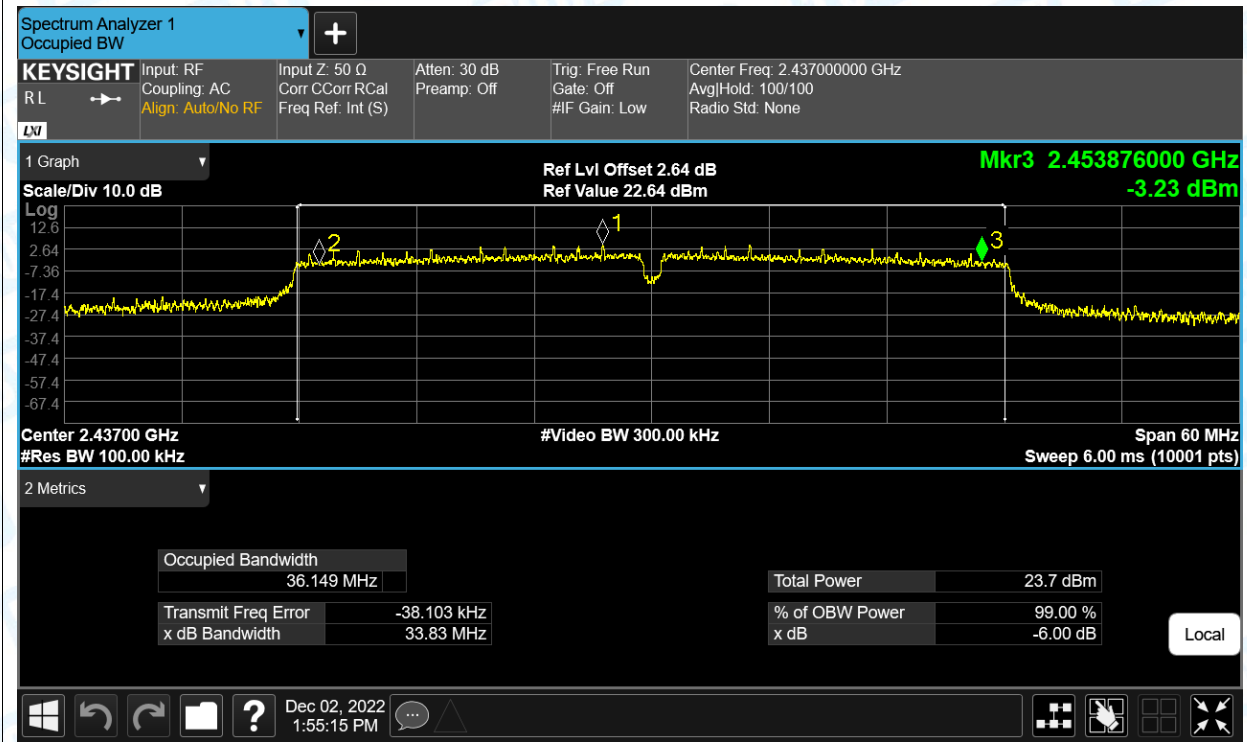 Spectrum Analyzer 1
Occupied BW
KEYSIGHT
R L
LXI
Input: RF
Coupling: AC
Align: Auto/No RF
Input Z: 50 Ω
Corr CCorr RCal
Freq Ref: Int (S)
Atten: 30 dB
Preamp: Off
Trig: Free Run
Gate: Off
#IF Gain: Low
Center Freq: 2.437000000 GHz
Avg|Hold: 100/100
Radio Std: None
1 Graph
Scale/Div 10.0 dB
Ref Lvl Offset 2.64 dB
Ref Value 22.64 dBm
Mkr3 2.453876000 GHz
-3.23 dBm
Log
12.6
2.64
-7.36
-17.4
-27.4
-37.4
-47.4
-57.4
-67.4
2
1
3
Center 2.43700 GHz
#Video BW 300.00 kHz
Span 60 MHz
#Res BW 100.00 kHz
Sweep 6.00 ms (10001 pts)
2 Metrics
Occupied Bandwidth
36.149 MHz
Total Power 23.7 dBm
Transmit Freq Error -38.103 kHz
% of OBW Power 99.00 %
x dB Bandwidth 33.83 MHz
x dB -6.00 dB
Local
?
Dec 02, 2022
1:55:15 PM